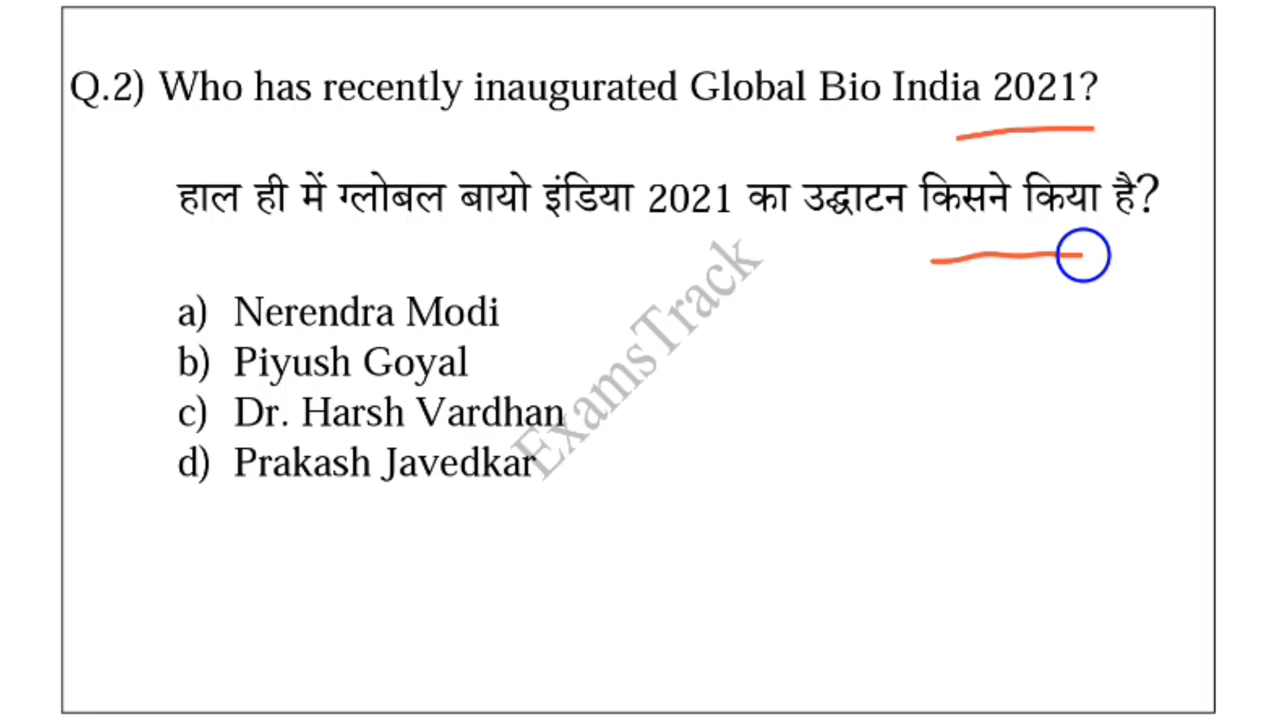 Q.2) Who has recently inaugurated Global Bio India 2021?
हाल ही में ग्लोबल बायो इंडिया 2021 का उद्घाटन किसने किया है?
a) Nerendra Modi
b) Piyush Goyal
c) Dr. Harsh Vardhan
d) Prakash Javedkar
ExamsTrack